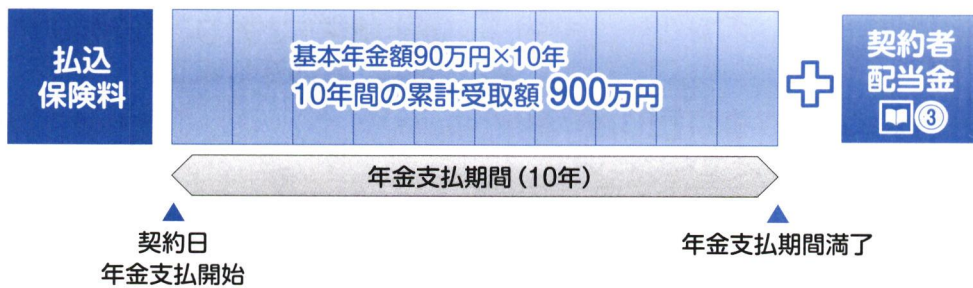 払込
保険料
基本年金額90万円×10年
10年間の累計受取額 900万円
契約者
配当金
③
年金支払期間(10年)
契約日
年金支払開始
年金支払期間満了